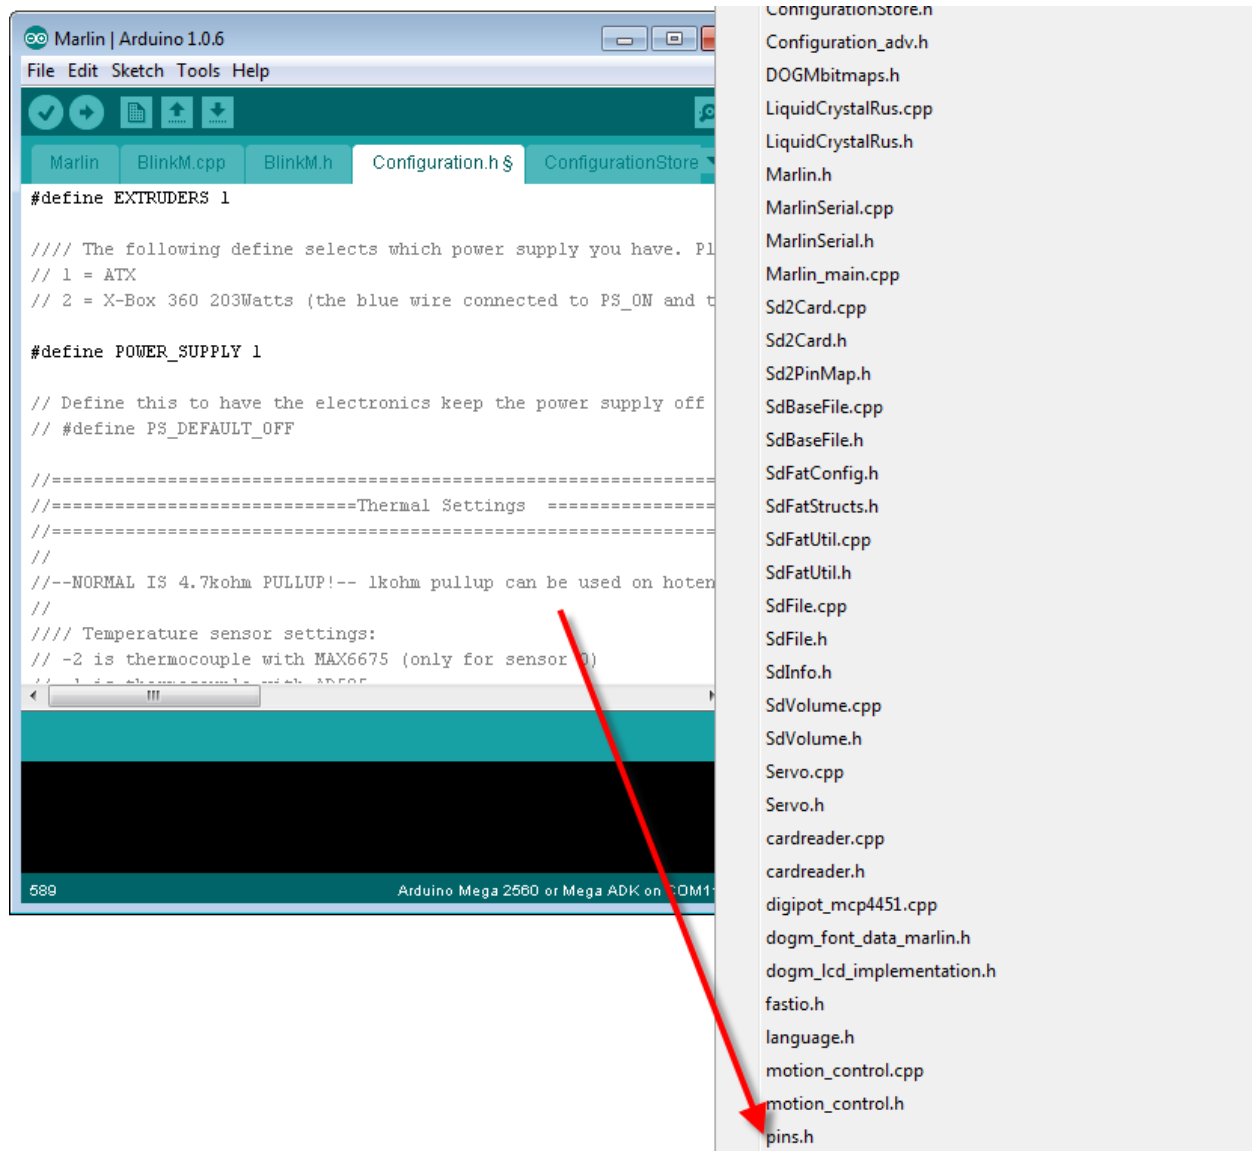 Marlin | Arduino 1.0.6
File Edit Sketch Tools Help
Marlin BlinkM.cpp BlinkM.h Configuration.h § ConfigurationStore
#define EXTRUDERS 1
//// The following define selects which power supply you have. Pl
// 1 = ATX
// 2 = X-Box 360 203Watts (the blue wire connected to PS_ON and t
#define POWER_SUPPLY 1
// Define this to have the electronics keep the power supply off
// #define PS_DEFAULT_OFF
//===============================================================
//=============================Thermal Settings  ================
//===============================================================
//
//--NORMAL IS 4.7kohm PULLUP!-- 1kohm pullup can be used on hoten
//
//// Temperature sensor settings:
// -2 is thermocouple with MAX6675 (only for sensor 0)
// -1 is thermocouple with AD595
589
Arduino Mega 2560 or Mega ADK on COM1
ConfigurationStore.h
Configuration_adv.h
DOGMbitmaps.h
LiquidCrystalRus.cpp
LiquidCrystalRus.h
Marlin.h
MarlinSerial.cpp
MarlinSerial.h
Marlin_main.cpp
Sd2Card.cpp
Sd2Card.h
Sd2PinMap.h
SdBaseFile.cpp
SdBaseFile.h
SdFatConfig.h
SdFatStructs.h
SdFatUtil.cpp
SdFatUtil.h
SdFile.cpp
SdFile.h
SdInfo.h
SdVolume.cpp
SdVolume.h
Servo.cpp
Servo.h
cardreader.cpp
cardreader.h
digipot_mcp4451.cpp
dogm_font_data_marlin.h
dogm_lcd_implementation.h
fastio.h
language.h
motion_control.cpp
motion_control.h
pins.h